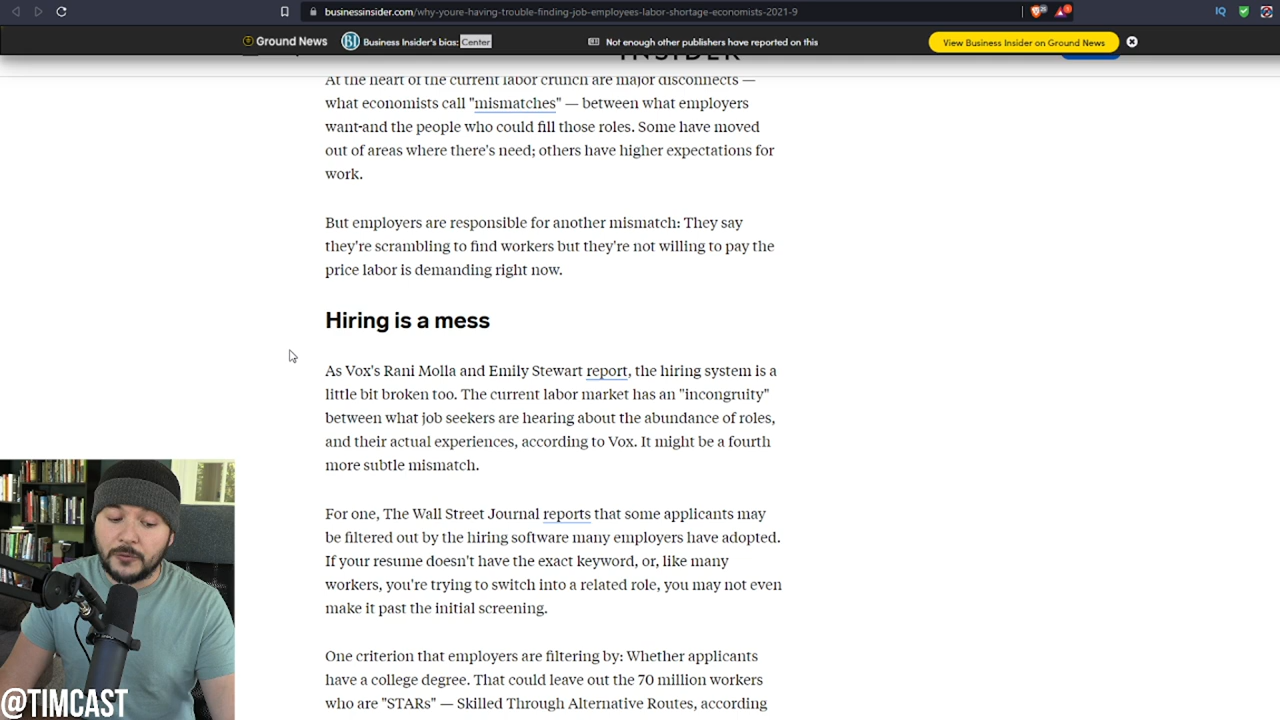 businessinsider.com/why-youre-having-trouble-finding-job-employees-labor-shortage-economists-2021-9
Ground News
BI Business Insider's bias: Center
Not enough other publishers have reported on this
View Business Insider on Ground News
INSIDER
At the heart of the current labor crunch are major disconnects —
what economists call "mismatches" — between what employers
want-and the people who could fill those roles. Some have moved
out of areas where there's need; others have higher expectations for
work.
But employers are responsible for another mismatch: They say
they're scrambling to find workers but they're not willing to pay the
price labor is demanding right now.
Hiring is a mess
As Vox's Rani Molla and Emily Stewart report, the hiring system is a
little bit broken too. The current labor market has an "incongruity"
between what job seekers are hearing about the abundance of roles,
and their actual experiences, according to Vox. It might be a fourth
more subtle mismatch.
For one, The Wall Street Journal reports that some applicants may
be filtered out by the hiring software many employers have adopted.
If your resume doesn't have the exact keyword, or, like many
workers, you're trying to switch into a related role, you may not even
make it past the initial screening.
One criterion that employers are filtering by: Whether applicants
have a college degree. That could leave out the 70 million workers
who are "STARs" — Skilled Through Alternative Routes, according
@TIMCAST